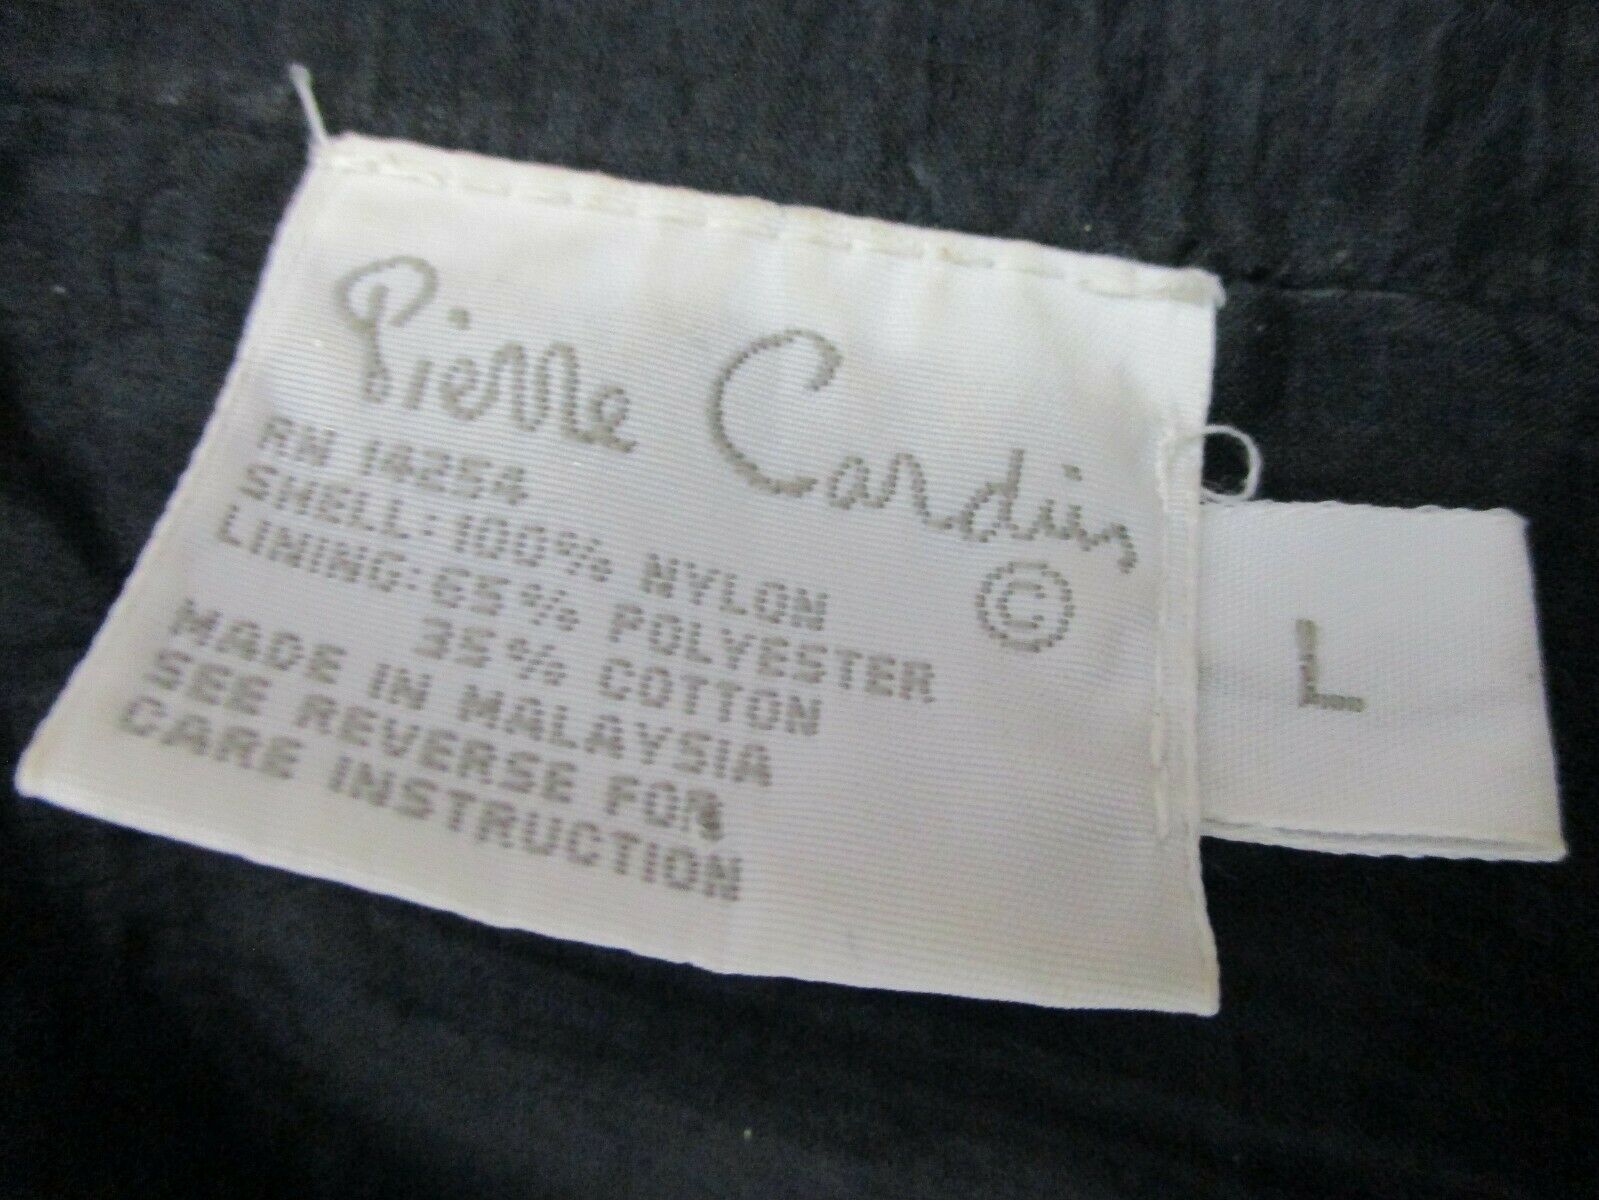 Pierre Cardin
©
RN 14254
SHELL: 100% NYLON
LINING: 65% POLYESTER
35% COTTON
MADE IN MALAYSIA
SEE REVERSE FOR
CARE INSTRUCTION
L